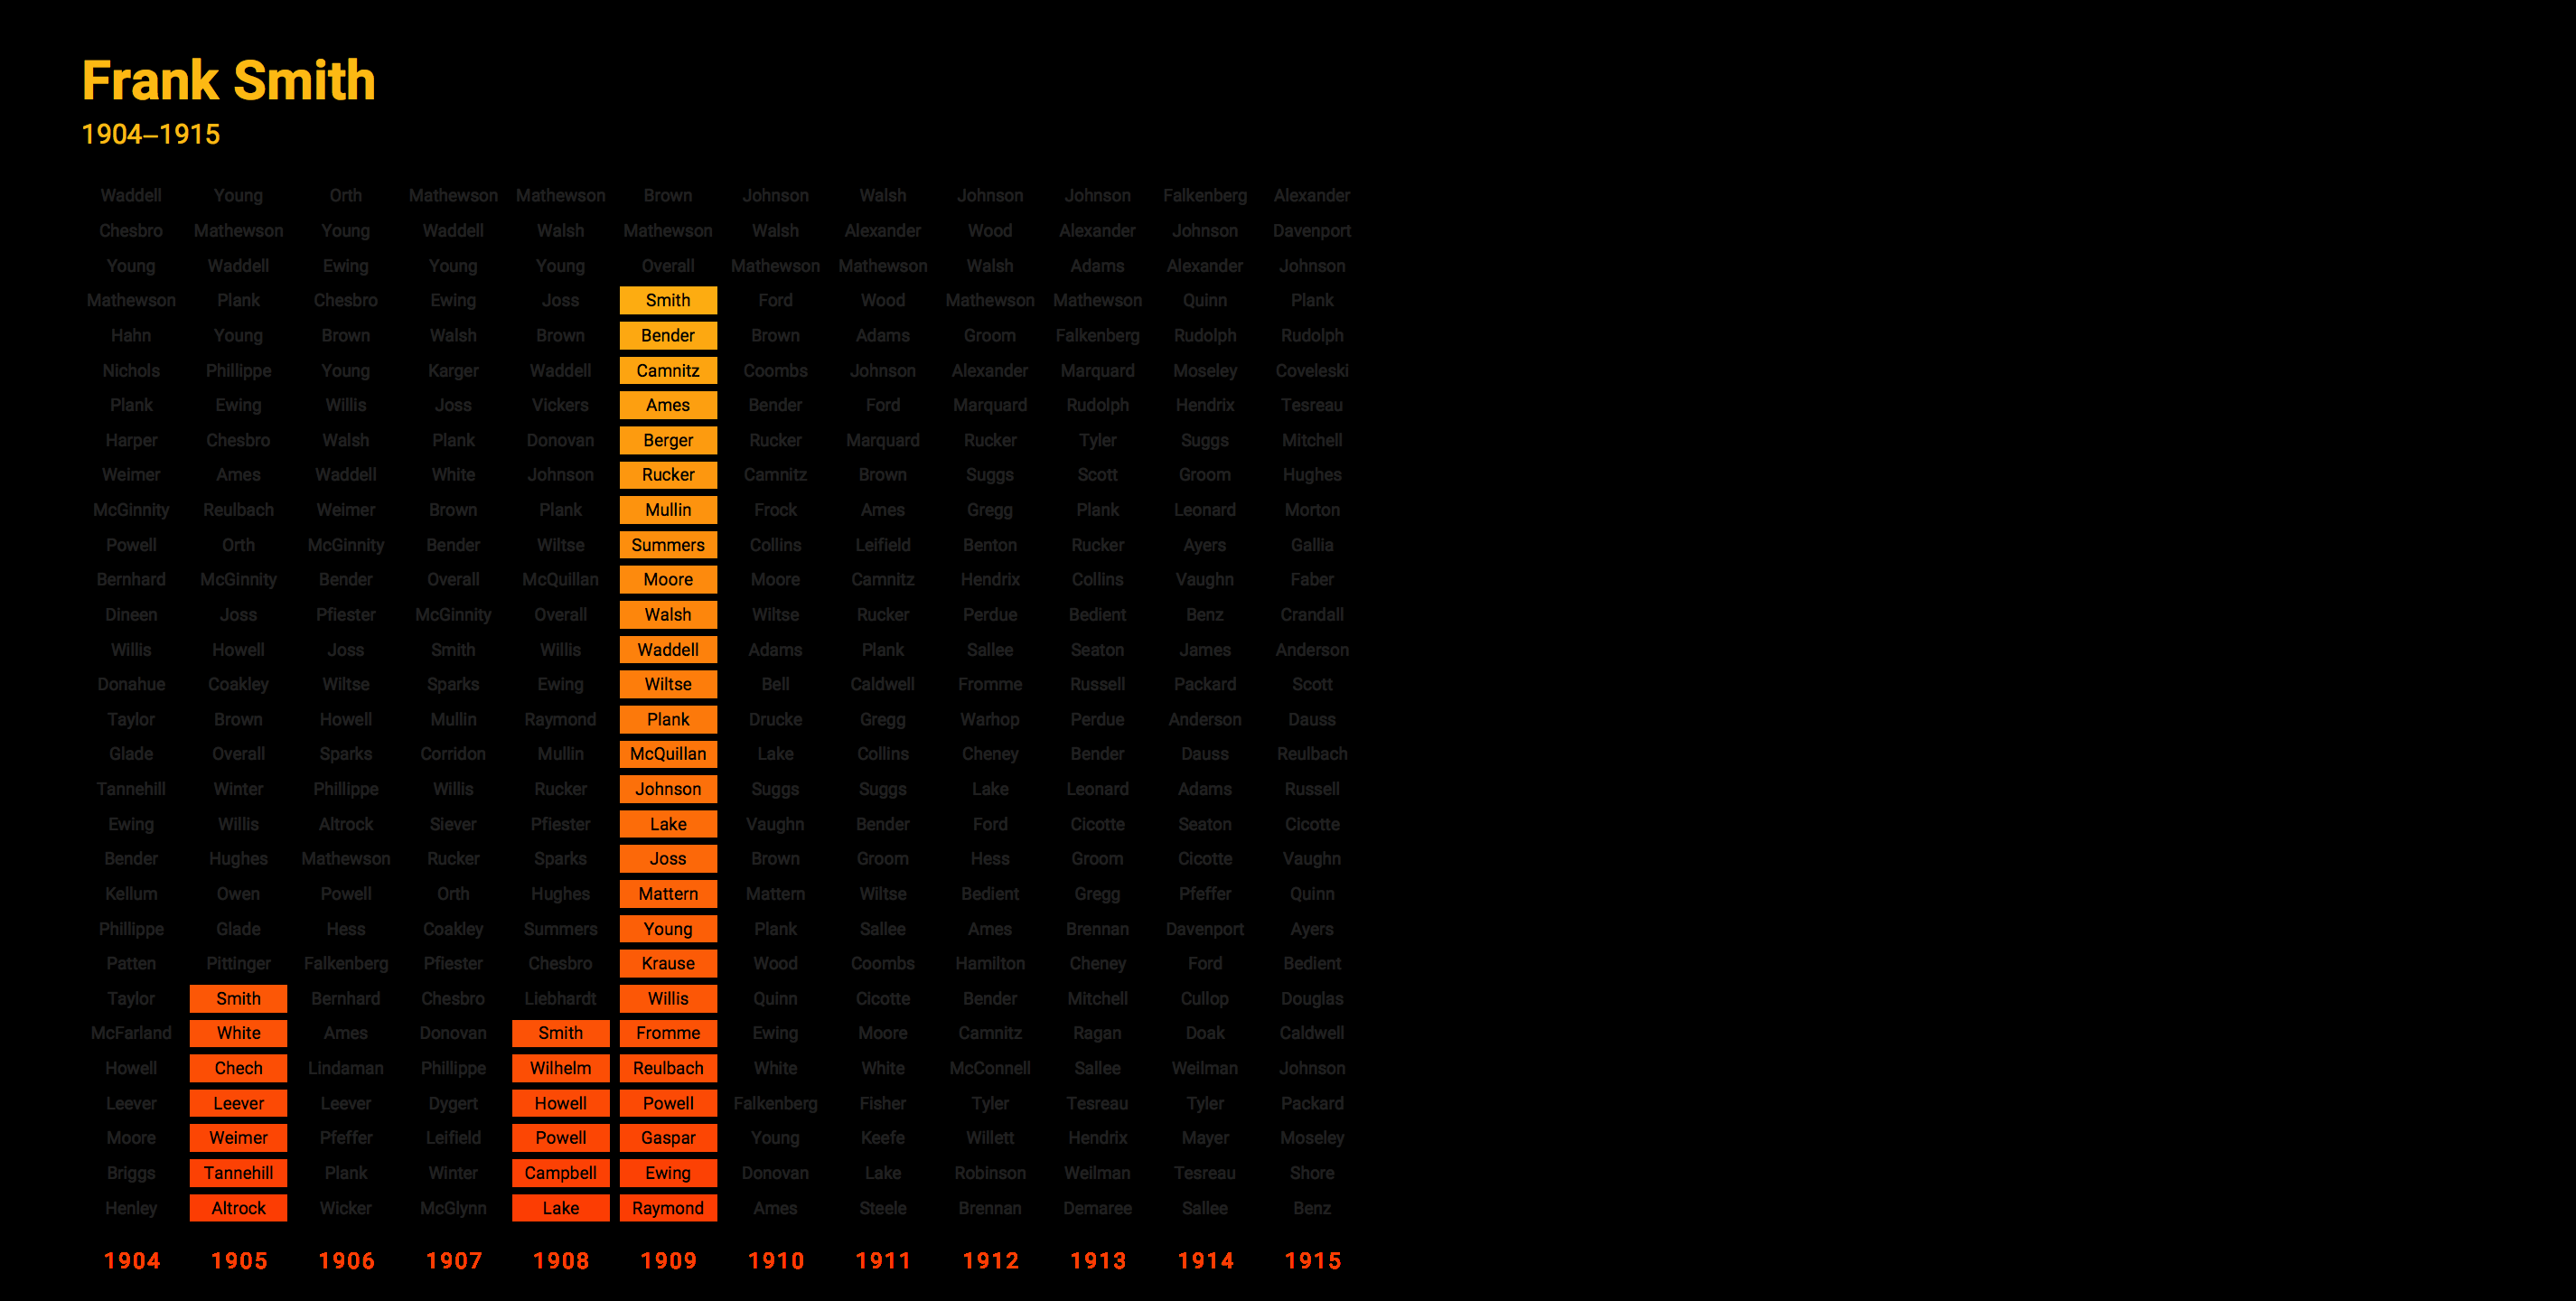 Frank Smith
1904–1915
Waddell Young Orth Mathewson Mathewson Brown Johnson Walsh Johnson Johnson Falkenberg Alexander
Chesbro Mathewson Young Waddell Walsh Mathewson Walsh Alexander Wood Alexander Johnson Davenport
Young Waddell Ewing Young Young Overall Mathewson Mathewson Walsh Adams Alexander Johnson
Mathewson Plank Chesbro Ewing Joss Smith Ford Wood Mathewson Mathewson Quinn Plank
Hahn Young Brown Walsh Brown Bender Brown Adams Groom Falkenberg Rudolph Rudolph
Nichols Phillippe Young Karger Waddell Camnitz Coombs Johnson Alexander Marquard Moseley Coveleski
Plank Ewing Willis Joss Vickers Ames Bender Ford Marquard Rudolph Hendrix Tesreau
Harper Chesbro Walsh Plank Donovan Berger Rucker Marquard Rucker Tyler Suggs Mitchell
Weimer Ames Waddell White Johnson Rucker Camnitz Brown Suggs Scott Groom Hughes
McGinnity Reulbach Weimer Brown Plank Mullin Frock Ames Gregg Plank Leonard Morton
Powell Orth McGinnity Bender Wiltse Summers Collins Leifield Benton Rucker Ayers Gallia
Bernhard McGinnity Bender Overall McQuillan Moore Moore Camnitz Hendrix Collins Vaughn Faber
Dineen Joss Pfiester McGinnity Overall Walsh Wiltse Rucker Perdue Bedient Benz Crandall
Willis Howell Joss Smith Willis Waddell Adams Plank Sallee Seaton James Anderson
Donahue Coakley Wiltse Sparks Ewing Wiltse Bell Caldwell Fromme Russell Packard Scott
Taylor Brown Howell Mullin Raymond Plank Drucke Gregg Warhop Perdue Anderson Dauss
Glade Overall Sparks Corridon Mullin McQuillan Lake Collins Cheney Bender Dauss Reulbach
Tannehill Winter Phillippe Willis Rucker Johnson Suggs Suggs Lake Leonard Adams Russell
Ewing Willis Altrock Siever Pfiester Lake Vaughn Bender Ford Cicotte Seaton Cicotte
Bender Hughes Mathewson Rucker Sparks Joss Brown Groom Hess Groom Cicotte Vaughn
Kellum Owen Powell Orth Hughes Mattern Mattern Wiltse Bedient Gregg Pfeffer Quinn
Phillippe Glade Hess Coakley Summers Young Plank Sallee Ames Brennan Davenport Ayers
Patten Pittinger Falkenberg Pfiester Chesbro Krause Wood Coombs Hamilton Cheney Ford Bedient
Taylor Smith Bernhard Chesbro Liebhardt Willis Quinn Cicotte Bender Mitchell Cullop Douglas
McFarland White Ames Donovan Smith Fromme Ewing Moore Camnitz Ragan Doak Caldwell
Howell Chech Lindaman Phillippe Wilhelm Reulbach White White McConnell Sallee Weilman Johnson
Leever Leever Leever Dygert Howell Powell Falkenberg Fisher Tyler Tesreau Tyler Packard
Moore Weimer Pfeffer Leifield Powell Gaspar Young Keefe Willett Hendrix Mayer Moseley
Briggs Tannehill Plank Winter Campbell Ewing Donovan Lake Robinson Weilman Tesreau Shore
Henley Altrock Wicker McGlynn Lake Raymond Ames Steele Brennan Demaree Sallee Benz
1904 1905 1906 1907 1908 1909 1910 1911 1912 1913 1914 1915